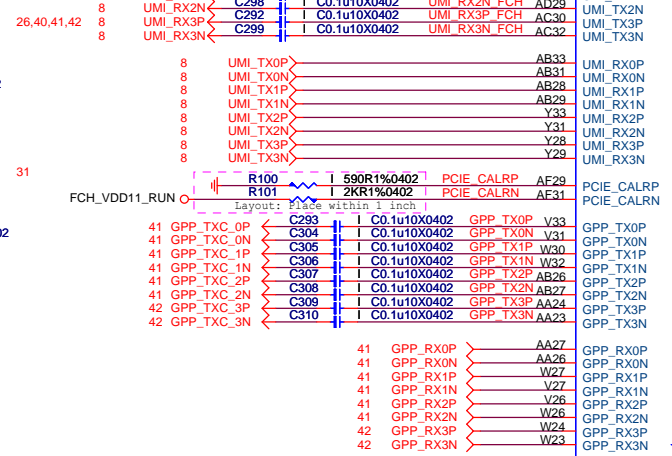 8 UMI_RX2N C298 I C0.1u10X0402 UMI_RX2N_FCH AD29 UMI_TX2N
26,40,41,42 8 UMI_RX3P C292 I C0.1u10X0402 UMI_RX3P_FCH AC30 UMI_TX3P
8 UMI_RX3N C299 I C0.1u10X0402 UMI_RX3N_FCH AC32 UMI_TX3N
8 UMI_TX0P AB33 UMI_RX0P
8 UMI_TX0N AB31 UMI_RX0N
8 UMI_TX1P AB28 UMI_RX1P
8 UMI_TX1N AB29 UMI_RX1N
8 UMI_TX2P Y33 UMI_RX2P
8 UMI_TX2N Y31 UMI_RX2N
8 UMI_TX3P Y28 UMI_RX3P
8 UMI_TX3N Y29 UMI_RX3N
31
R100 I 590R1%0402 PCIE_CALRP AF29 PCIE_CALRP
FCH_VDD11_RUN R101 I 2KR1%0402 PCIE_CALRN AF31 PCIE_CALRN
Layout: Place within 1 inch
41 GPP_TXC_0P C293 I C0.1u10X0402 GPP_TX0P V33 GPP_TX0P
02 41 GPP_TXC_0N C304 I C0.1u10X0402 GPP_TX0N V31 GPP_TX0N
41 GPP_TXC_1P C305 I C0.1u10X0402 GPP_TX1P W30 GPP_TX1P
41 GPP_TXC_1N C306 I C0.1u10X0402 GPP_TX1N W32 GPP_TX1N
41 GPP_TXC_2P C307 I C0.1u10X0402 GPP_TX2P AB26 GPP_TX2P
41 GPP_TXC_2N C308 I C0.1u10X0402 GPP_TX2N AB27 GPP_TX2N
42 GPP_TXC_3P C309 I C0.1u10X0402 GPP_TX3P AA24 GPP_TX3P
42 GPP_TXC_3N C310 I C0.1u10X0402 GPP_TX3N AA23 GPP_TX3N
41 GPP_RX0P AA27 GPP_RX0P
41 GPP_RX0N AA26 GPP_RX0N
41 GPP_RX1P W27 GPP_RX1P
41 GPP_RX1N V27 GPP_RX1N
41 GPP_RX2P V26 GPP_RX2P
41 GPP_RX2N W26 GPP_RX2N
42 GPP_RX3P W24 GPP_RX3P
42 GPP_RX3N W23 GPP_RX3N